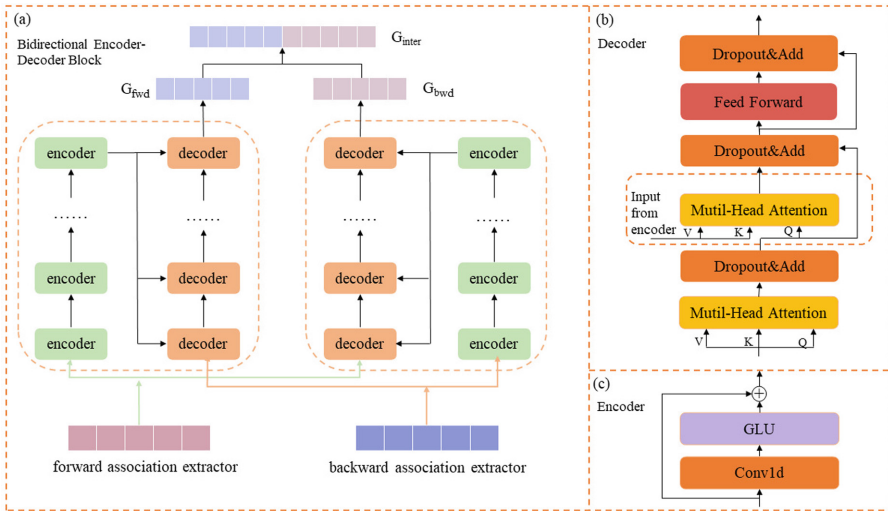 (a)
Bidirectional Encoder-
Decoder Block
G_inter
G_fwd
G_bwd
encoder
decoder
decoder
encoder
......
......
......
......
encoder
decoder
decoder
encoder
encoder
decoder
decoder
encoder
forward association extractor
backward association extractor
(b)
Decoder
Dropout&Add
Feed Forward
Dropout&Add
Input
from
encoder
Mutil-Head Attention
V
K
Q
Dropout&Add
Mutil-Head Attention
V
K
Q
(c)
Encoder
+
GLU
Conv1d